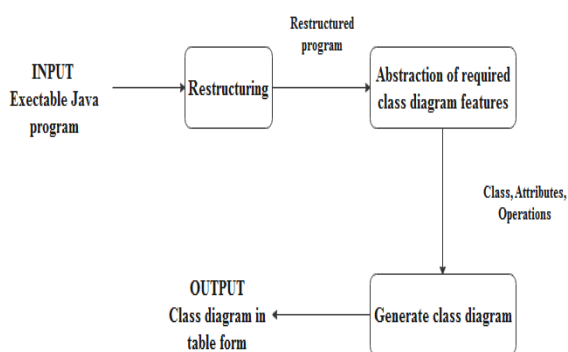 INPUT
Exectable Java
program
Restructuring
Restructured
program
Abstraction of required
class diagram features
Class, Attributes,
Operations
Generate class diagram
OUTPUT
Class diagram in
table form